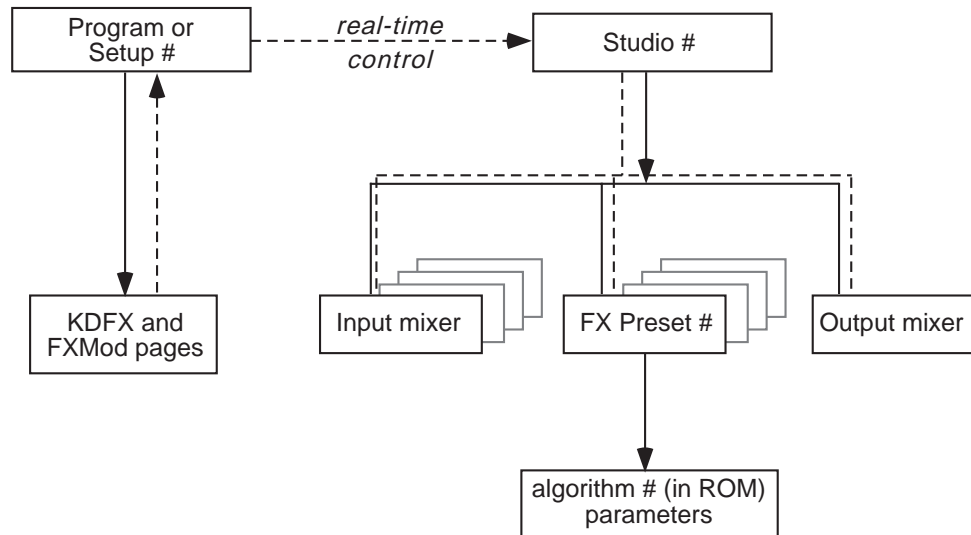 Program or
Setup #
real-time
control
Studio #
KDFX and
FXMod pages
Input mixer
FX Preset #
Output mixer
algorithm # (in ROM)
parameters